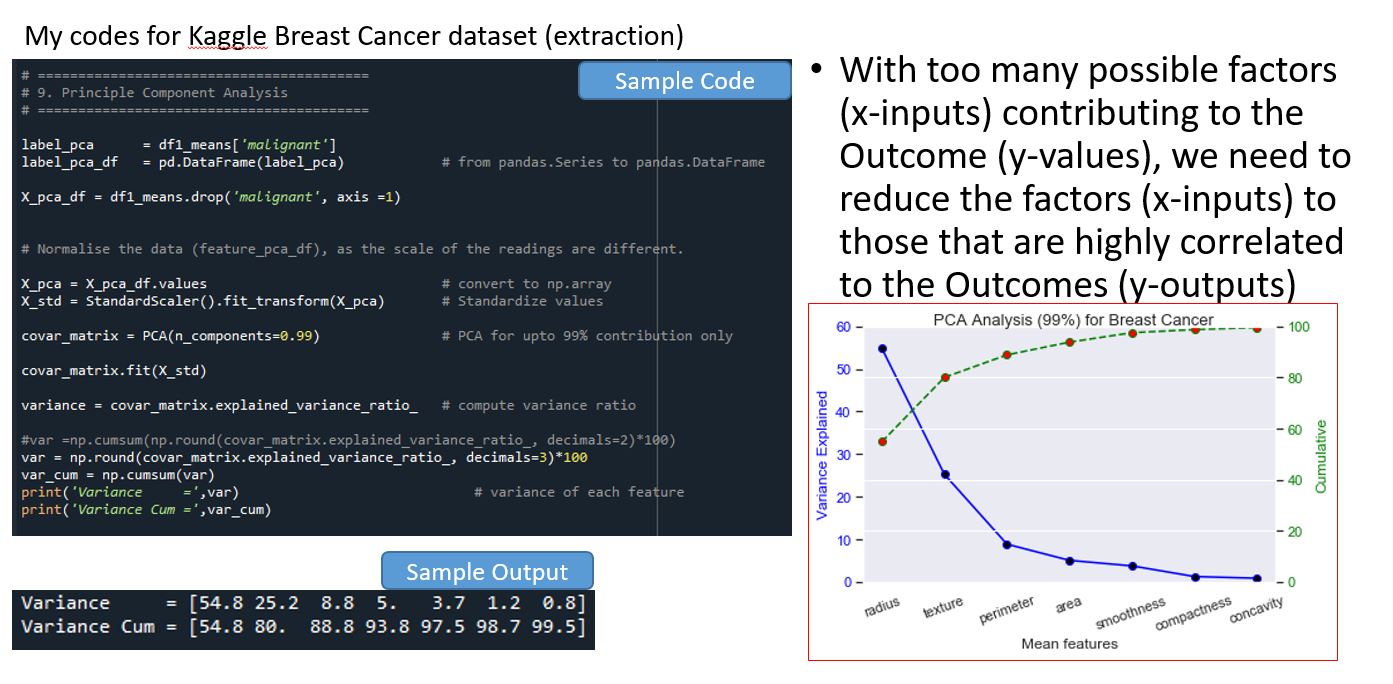 My codes for Kaggle Breast Cancer dataset (extraction)
Sample Code
# =========================================
# 9. Principle Component Analysis
# =========================================
label_pca      = df1_means['malignant']
label_pca_df   = pd.DataFrame(label_pca)            # from pandas.Series to pandas.DataFrame
X_pca_df = df1_means.drop('malignant', axis =1)
# Normalise the data (feature_pca_df), as the scale of the readings are different.
X_pca = X_pca_df.values                             # convert to np.array
X_std = StandardScaler().fit_transform(X_pca)       # Standardize values
covar_matrix = PCA(n_components=0.99)               # PCA for upto 99% contribution only
covar_matrix.fit(X_std)
variance = covar_matrix.explained_variance_ratio_   # compute variance ratio
#var =np.cumsum(np.round(covar_matrix.explained_variance_ratio_, decimals=2)*100)
var = np.round(covar_matrix.explained_variance_ratio_, decimals=3)*100
var_cum = np.cumsum(var)
print('Variance     =',var)                             # variance of each feature
print('Variance Cum =',var_cum)
Sample Output
Variance     = [54.8 25.2  8.8  5.   3.7  1.2  0.8]
Variance Cum = [54.8 80.  88.8 93.8 97.5 98.7 99.5]
• With too many possible factors
(x-inputs) contributing to the
Outcome (y-values), we need to
reduce the factors (x-inputs) to
those that are highly correlated
to the Outcomes (y-outputs)
PCA Analysis (99%) for Breast Cancer
60
50
40
30
20
10
0
Variance Explained
100
80
60
40
20
0
Cumulative
radius
texture
perimeter
area
smoothness
compactness
concavity
Mean features